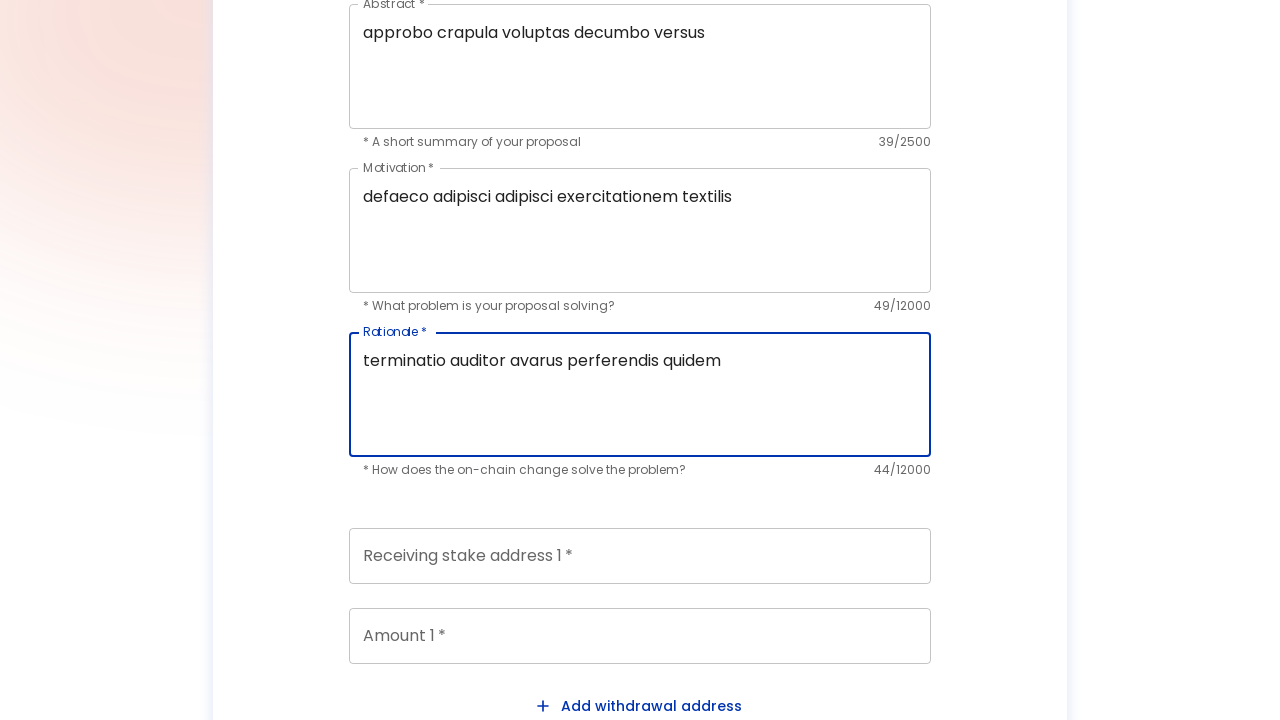 Abstract *
approbo crapula voluptas decumbo versus
* A short summary of your proposal 39/2500
Motivation *
defaeco adipisci adipisci exercitationem textilis
* What problem is your proposal solving? 49/12000
Rationale *
terminatio auditor avarus perferendis quidem
* How does the on-chain change solve the problem? 44/12000
Receiving stake address 1 *
Amount 1 *
+ Add withdrawal address